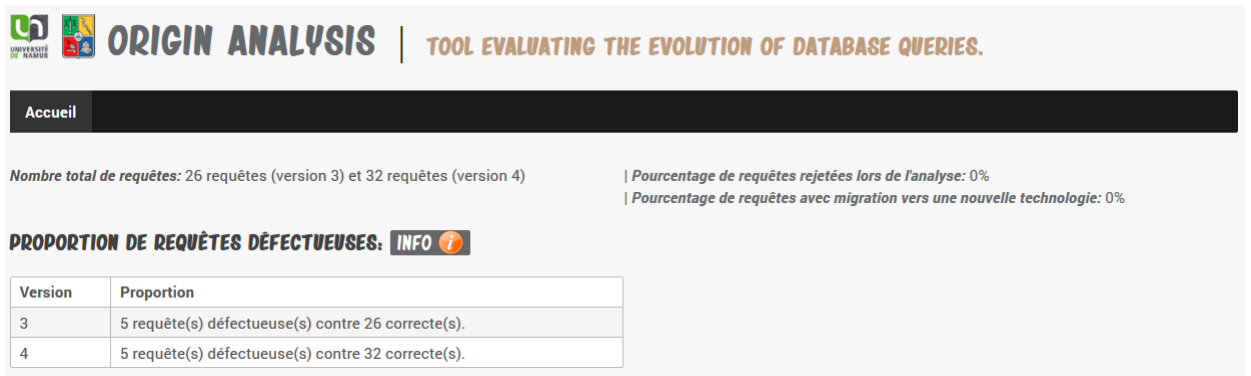 UNIVERSITÉ
DE NAMUR
ORIGIN ANALYSIS | TOOL EVALUATING THE EVOLUTION OF DATABASE QUERIES.
Accueil
Nombre total de requêtes: 26 requêtes (version 3) et 32 requêtes (version 4)
| Pourcentage de requêtes rejetées lors de l'analyse: 0%
| Pourcentage de requêtes avec migration vers une nouvelle technologie: 0%
PROPORTION DE REQUÊTES DÉFECTUEUSES: INFO i
Version Proportion
3 5 requête(s) défectueuse(s) contre 26 correcte(s).
4 5 requête(s) défectueuse(s) contre 32 correcte(s).